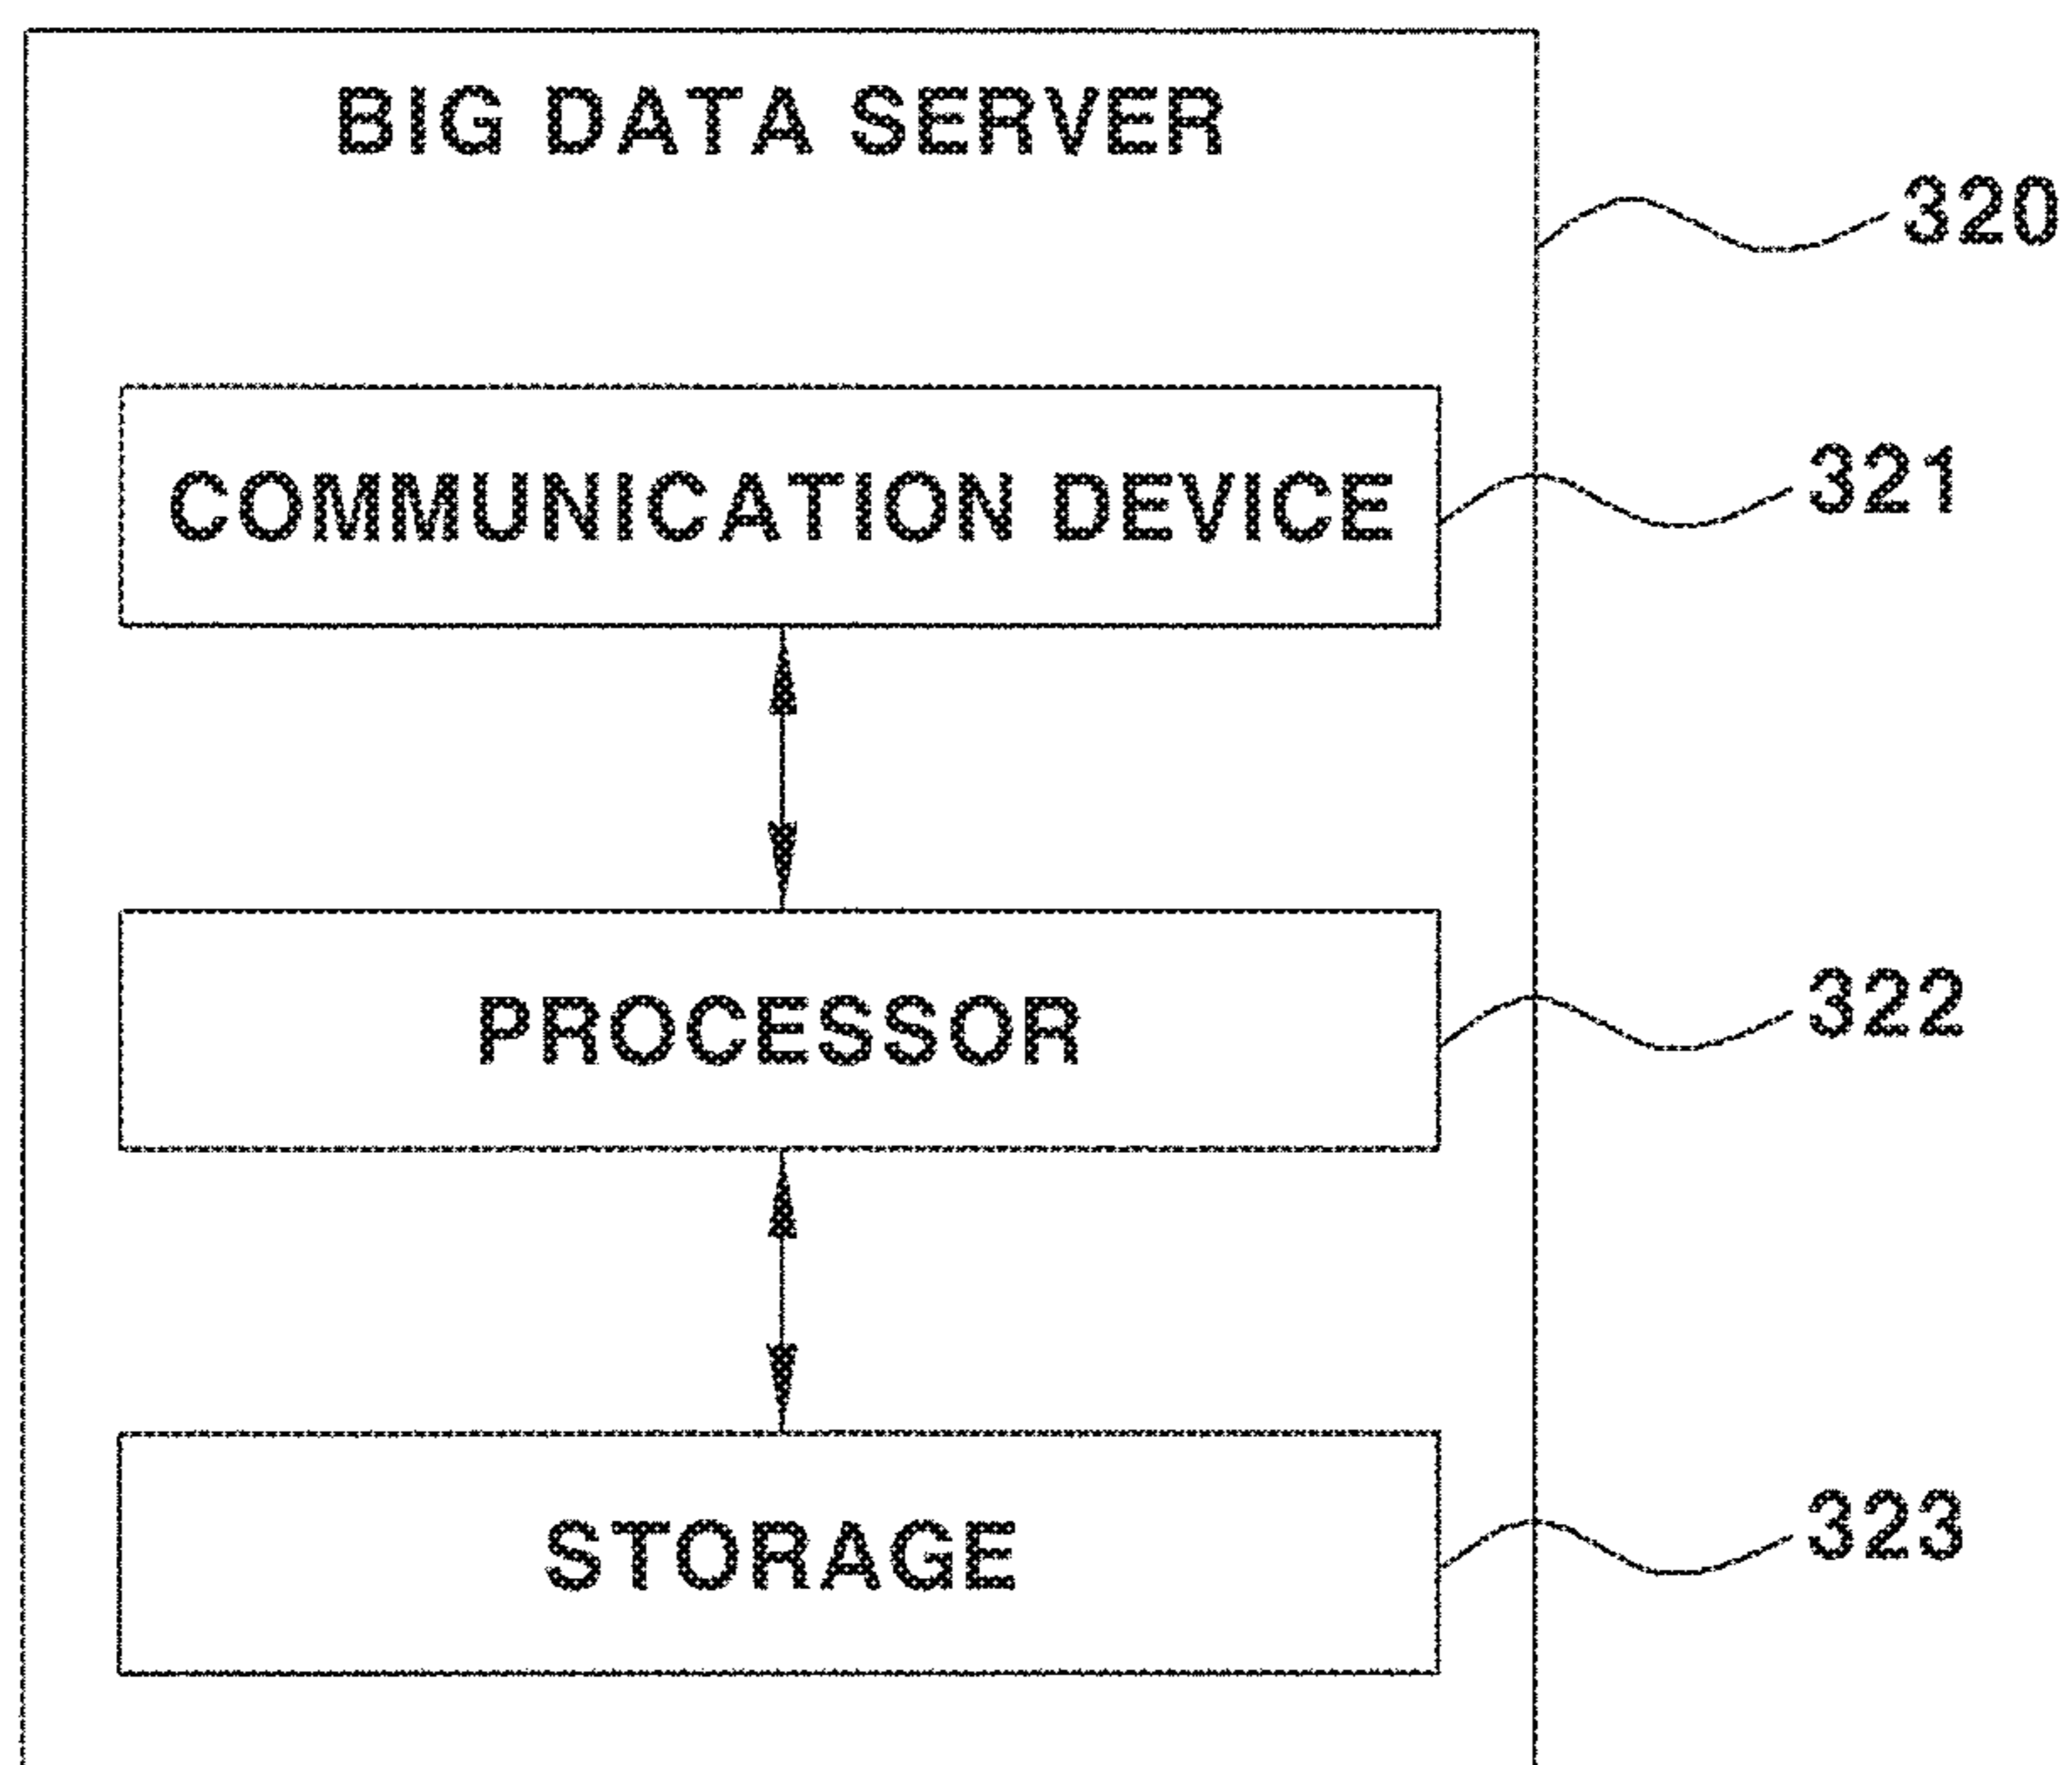 BIG DATA SERVER
320
COMMUNICATION DEVICE
321
PROCESSOR
322
STORAGE
323